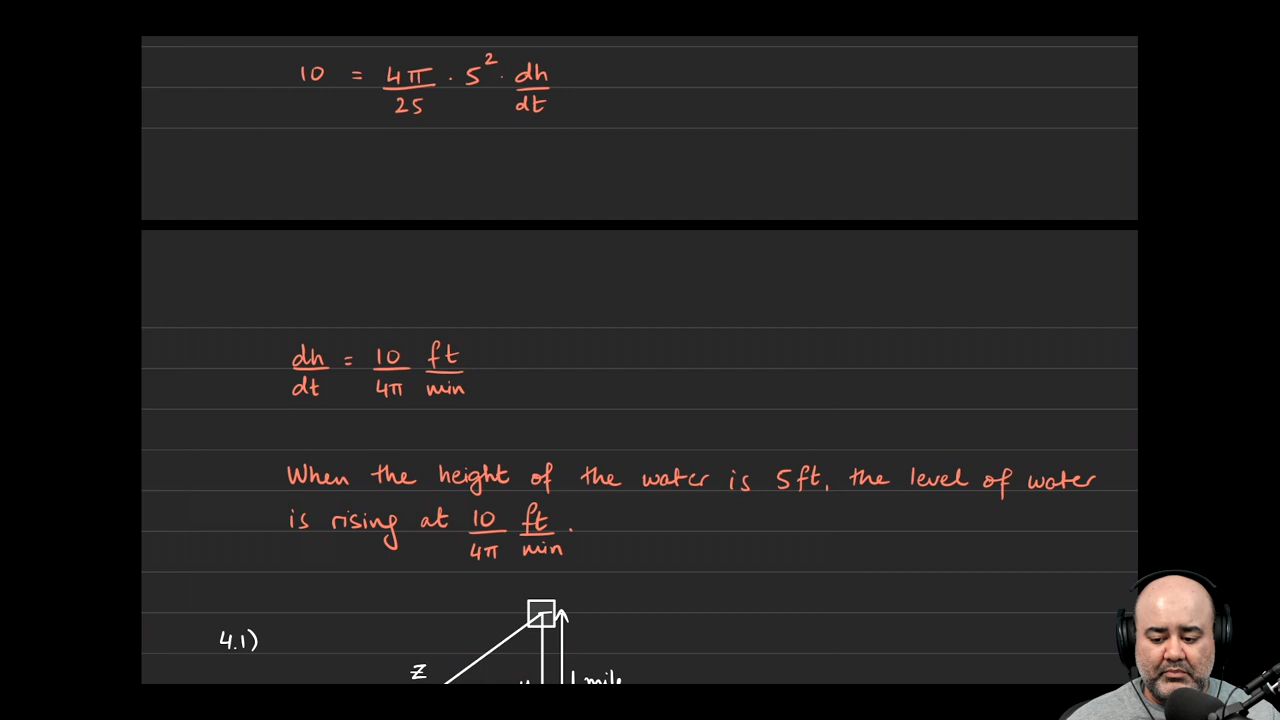 10 = 4π/25 · 5² · dh/dt
dh/dt = 10/4π ft/min
When the height of the water is 5ft, the level of water
is rising at 10/4π ft/min.
4.1)
z
1 mile